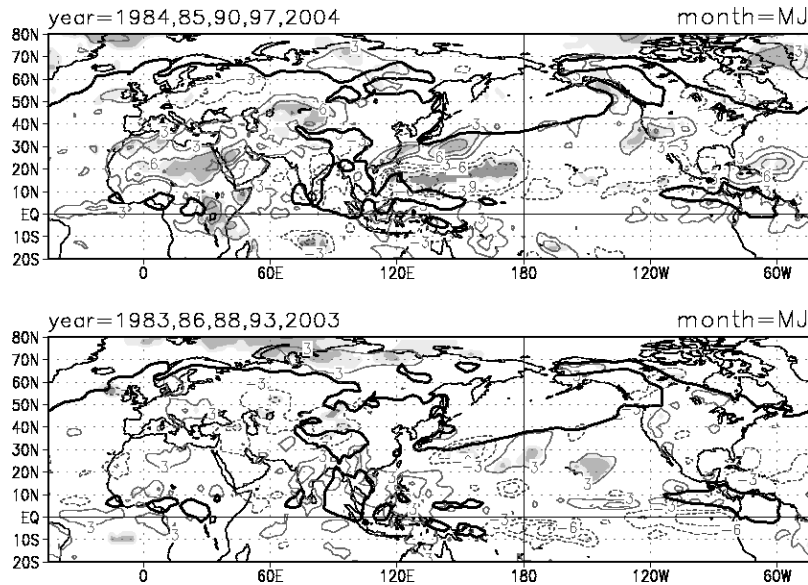 year=1984,85,90,97,2004 month=MJ
80N
70N
60N
50N
40N
30N
20N
10N
EQ
10S
20S
0 60E 120E 180 120W 60W
year=1983,86,88,93,2003 month=MJ
80N
70N
60N
50N
40N
30N
20N
10N
EQ
10S
20S
0 60E 120E 180 120W 60W